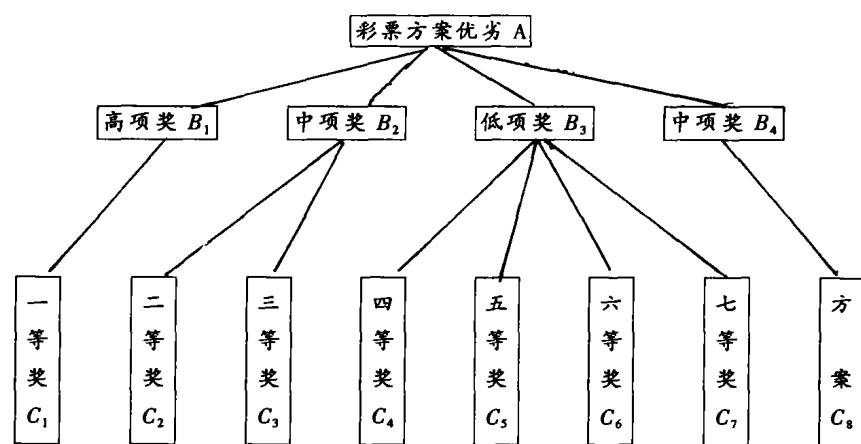 彩票方案优劣 A
高项奖 B₁
中项奖 B₂
低项奖 B₃
中项奖 B₄
一等奖 C₁
二等奖 C₂
三等奖 C₃
四等奖 C₄
五等奖 C₅
六等奖 C₆
七等奖 C₇
方案 C₈